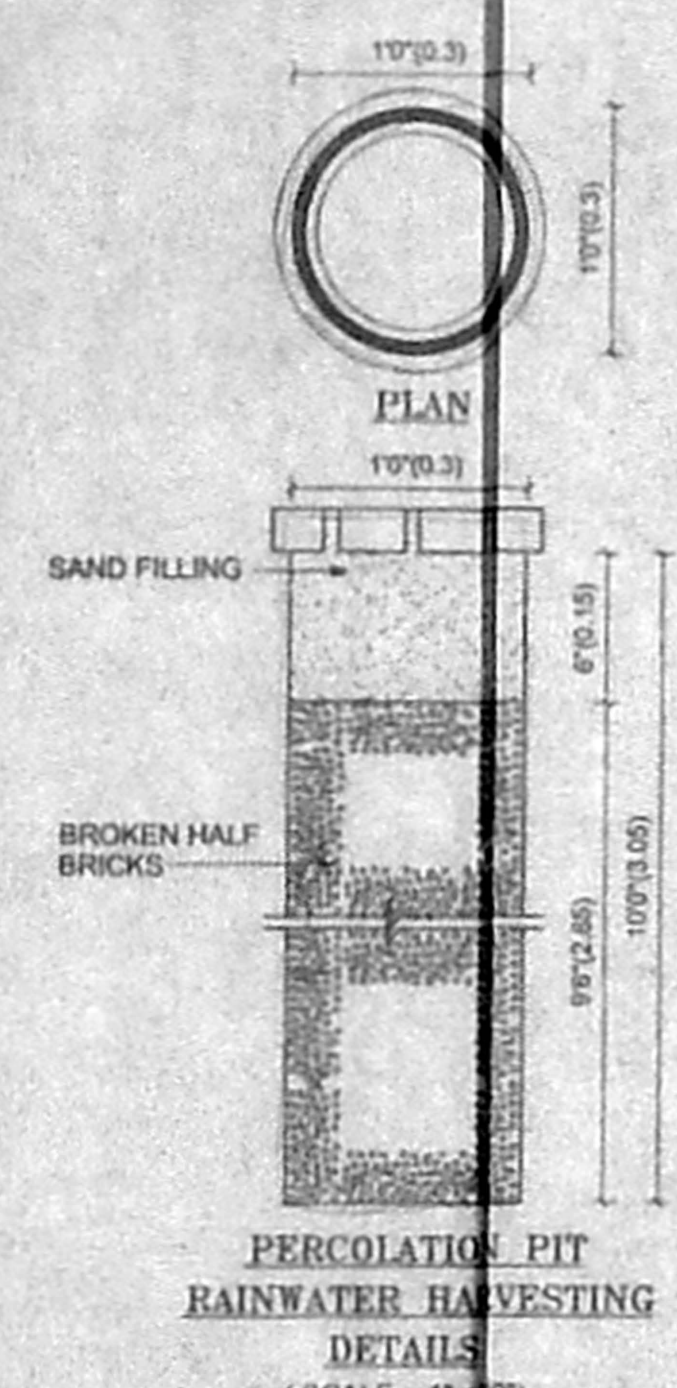 1'0"(0.3)
1'0"(0.3)
PLAN
1'0"(0.3)
SAND FILLING
6"(0.15)
BROKEN HALF
BRICKS
10'0"(3.05)
9'6"(2.85)
PERCOLATION PIT
RAINWATER HARVESTING
DETAILS